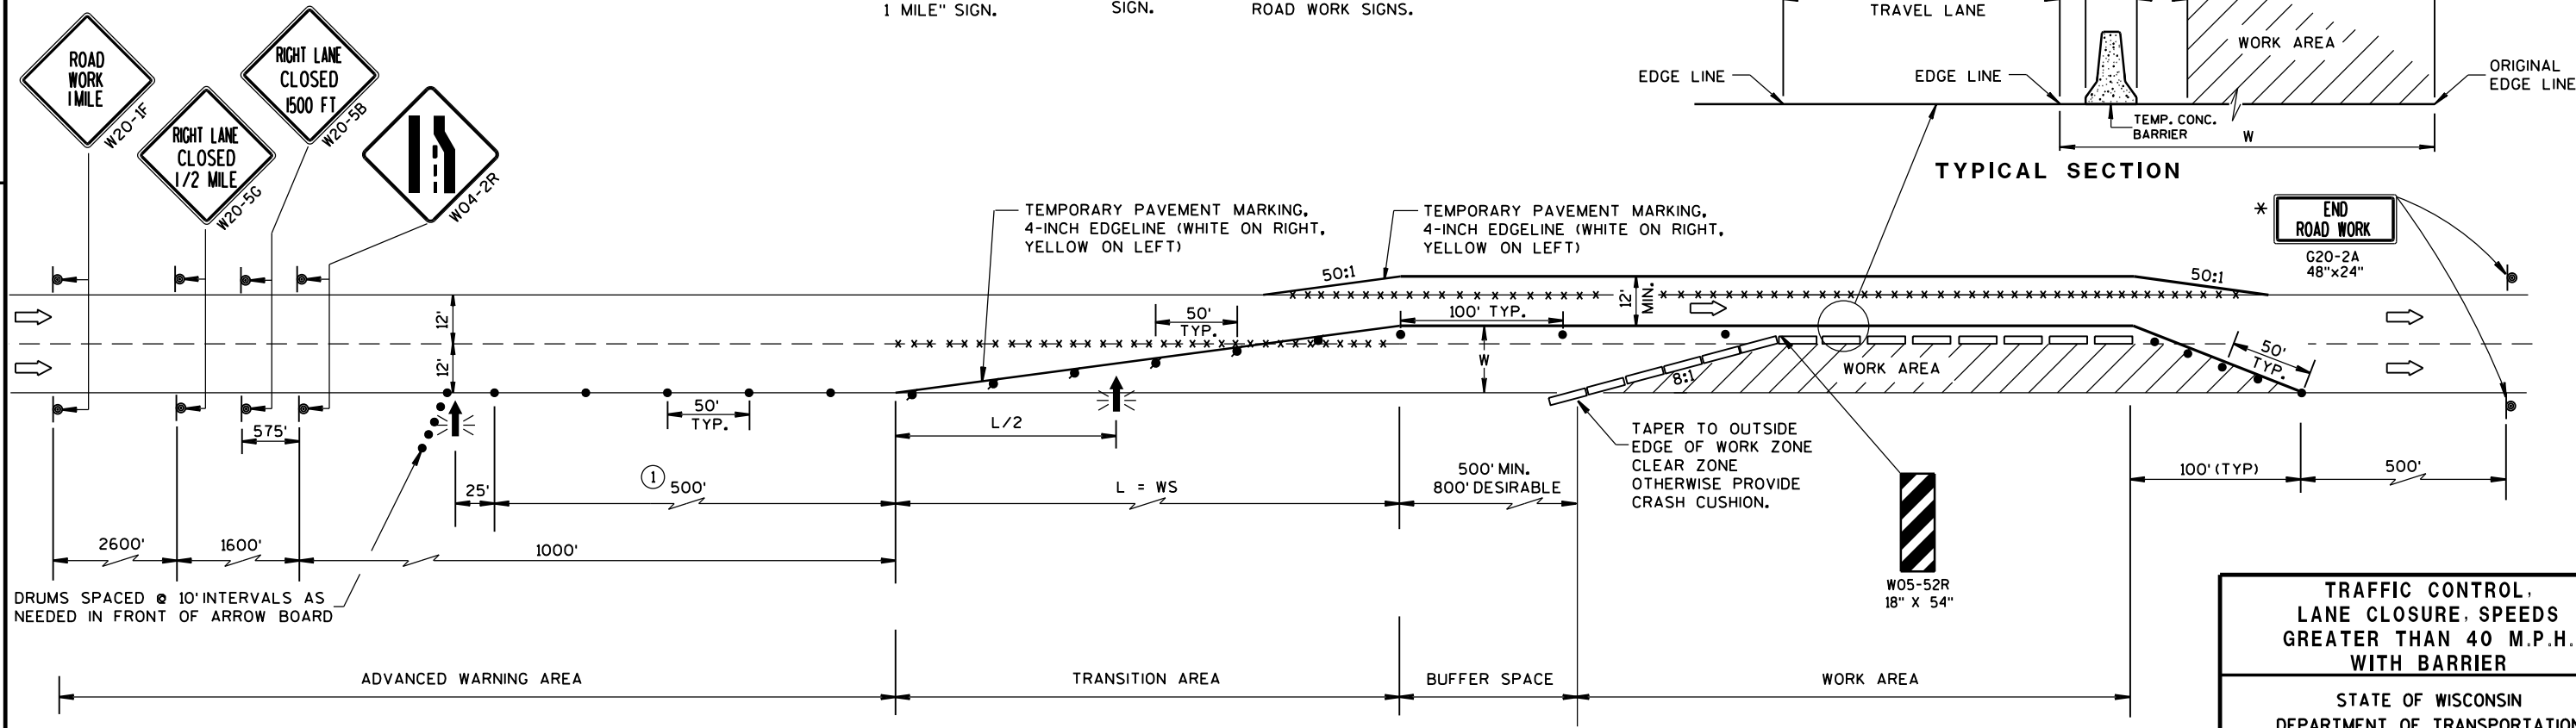 1 MILE" SIGN.
SIGN.
ROAD WORK SIGNS.
TRAVEL LANE
WORK AREA
EDGE LINE
EDGE LINE
ORIGINAL
EDGE LINE
TEMP. CONC.
BARRIER
W
TYPICAL SECTION
ROAD
WORK
1 MILE
W20-1F
RIGHT LANE
CLOSED
1/2 MILE
W20-5G
RIGHT LANE
CLOSED
1500 FT
W20-5B
W04-2R
TEMPORARY PAVEMENT MARKING,
4-INCH EDGELINE (WHITE ON RIGHT,
YELLOW ON LEFT)
TEMPORARY PAVEMENT MARKING,
4-INCH EDGELINE (WHITE ON RIGHT,
YELLOW ON LEFT)
* END
ROAD WORK
G20-2A
48"x24"
50:1
50:1
12'
12'
50'
TYP.
100' TYP.
12'
MIN.
W
8:1
WORK AREA
50'
TYP.
575'
50'
TYP.
L/2
25'
1
500'
L = WS
500' MIN.
800' DESIRABLE
TAPER TO OUTSIDE
EDGE OF WORK ZONE
CLEAR ZONE
OTHERWISE PROVIDE
CRASH CUSHION.
100' (TYP)
500'
2600'
1600'
1000'
W05-52R
18" X 54"
DRUMS SPACED @ 10' INTERVALS AS
NEEDED IN FRONT OF ARROW BOARD
ADVANCED WARNING AREA
TRANSITION AREA
BUFFER SPACE
WORK AREA
TRAFFIC CONTROL,
LANE CLOSURE, SPEEDS
GREATER THAN 40 M.P.H.
WITH BARRIER
STATE OF WISCONSIN
DEPARTMENT OF TRANSPORTATION